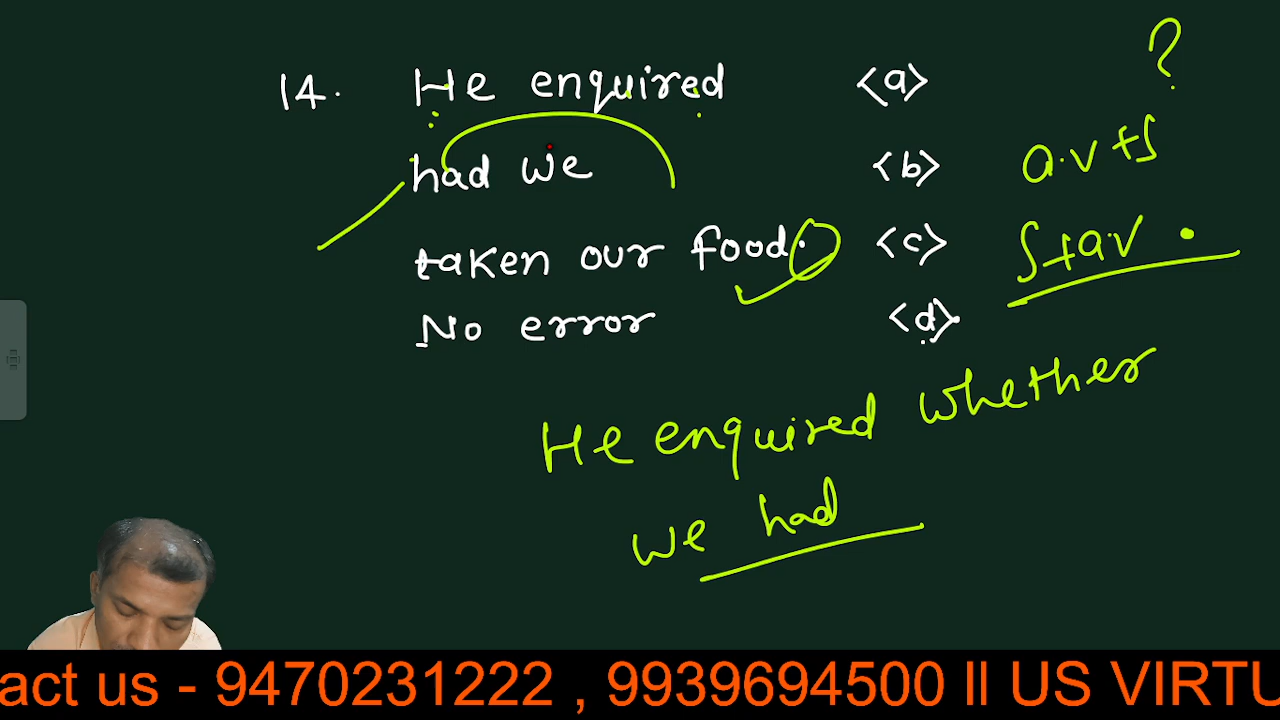 ?
14. He enquired <a>
had we <b> a.v + S
taken our food. <c> S + a.v .
No error <d>
He enquired whether
we had
act us - 9470231222 , 9939694500 ll US VIRTU